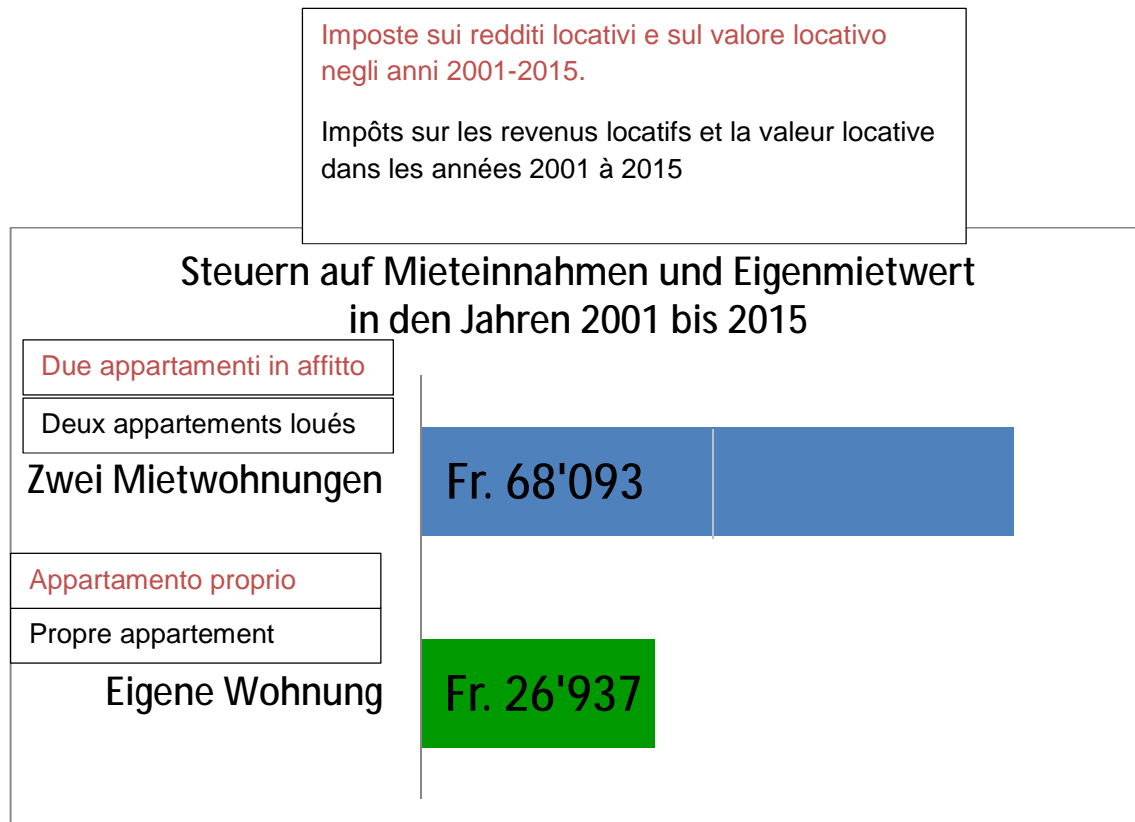 Imposte sui redditi locativi e sul valore locativo
negli anni 2001-2015.
Impôts sur les revenus locatifs et la valeur locative
dans les années 2001 à 2015
Steuern auf Mieteinnahmen und Eigenmietwert
in den Jahren 2001 bis 2015
Due appartamenti in affitto
Deux appartements loués
Zwei Mietwohnungen
Fr. 68'093
Appartamento proprio
Propre appartement
Eigene Wohnung
Fr. 26'937